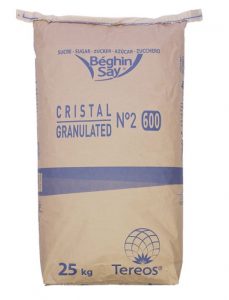 SUCRE - SUGAR - ZUCKER - AZÚCAR - ZUCCHERO
Béghin
Say
CRISTAL
GRANULATED
N°2 600
25 kg
Tereos